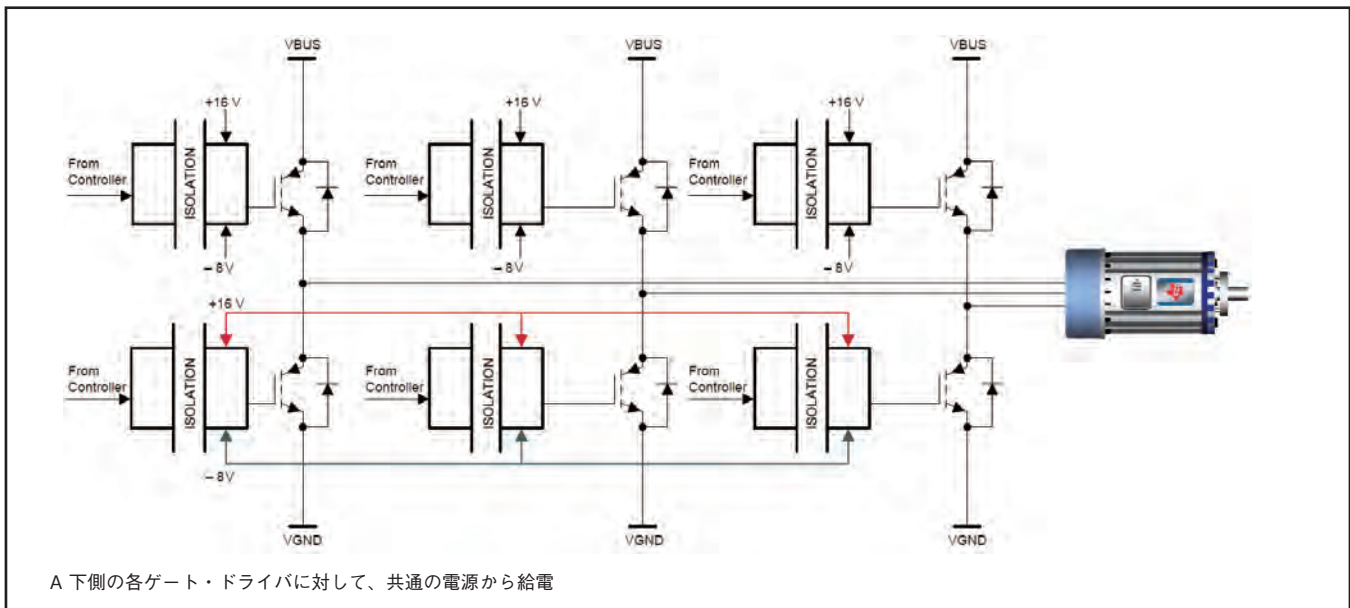 VBUS VBUS VBUS
+16 V +16 V +16 V
From Controller ISOLATION From Controller ISOLATION From Controller ISOLATION
– 8V – 8V – 8V
+16 V
From Controller ISOLATION From Controller ISOLATION From Controller ISOLATION
– 8V
VGND VGND VGND
A 下側の各ゲート・ドライバに対して、共通の電源から給電